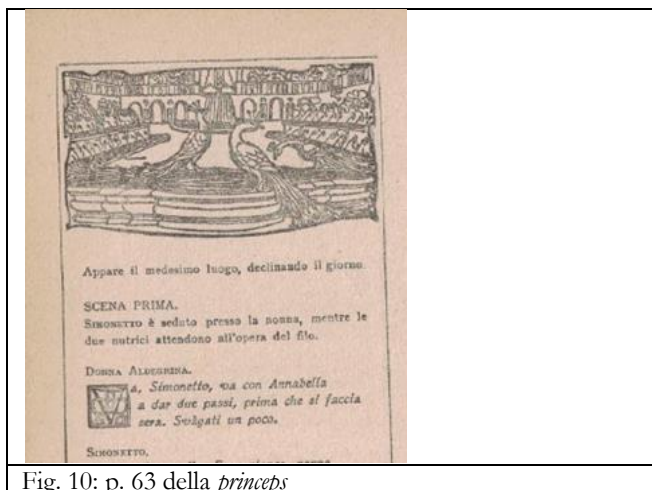 Appare il medesimo luogo, declinando il giorno.
SCENA PRIMA.
SIMONETTO è seduto presso la nonna, mentre le
due nutrici attendono all'opera del filo.
DONNA ALDEGRINA.
Va, Simonetto, va con Annabella
a dar due passi, prima che si faccia
sera. Svàgati un poco.
SIMONETTO.
Fig. 10: p. 63 della princeps